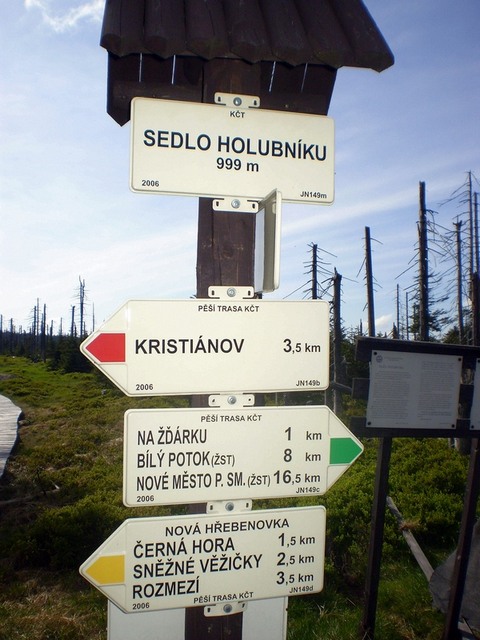 KČT
SEDLO HOLUBNÍKU
999 m
2006 JN149m
PĚŠÍ TRASA KČT
KRISTIÁNOV 3,5 km
2006 JN149b
PĚŠÍ TRASA KČT
NA ŽĎÁRKU 1 km
BÍLÝ POTOK (ŽST) 8 km
NOVÉ MĚSTO P. SM. (ŽST) 16,5 km
2006 JN149c
NOVÁ HŘEBENOVKA
ČERNÁ HORA 1,5 km
SNĚŽNÉ VĚŽIČKY 2,5 km
ROZMEZÍ 3,5 km
2006 PĚŠÍ TRASA KČT JN149d